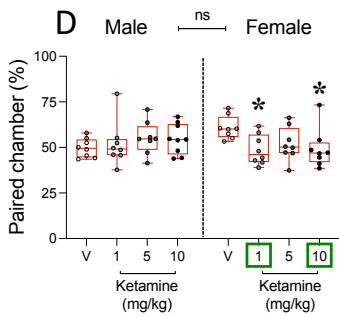 D
Male ns Female
Paired chamber (%)
100
75
50
25
0
* *
V 1 5 10 V 1 5 10
Ketamine Ketamine
(mg/kg) (mg/kg)